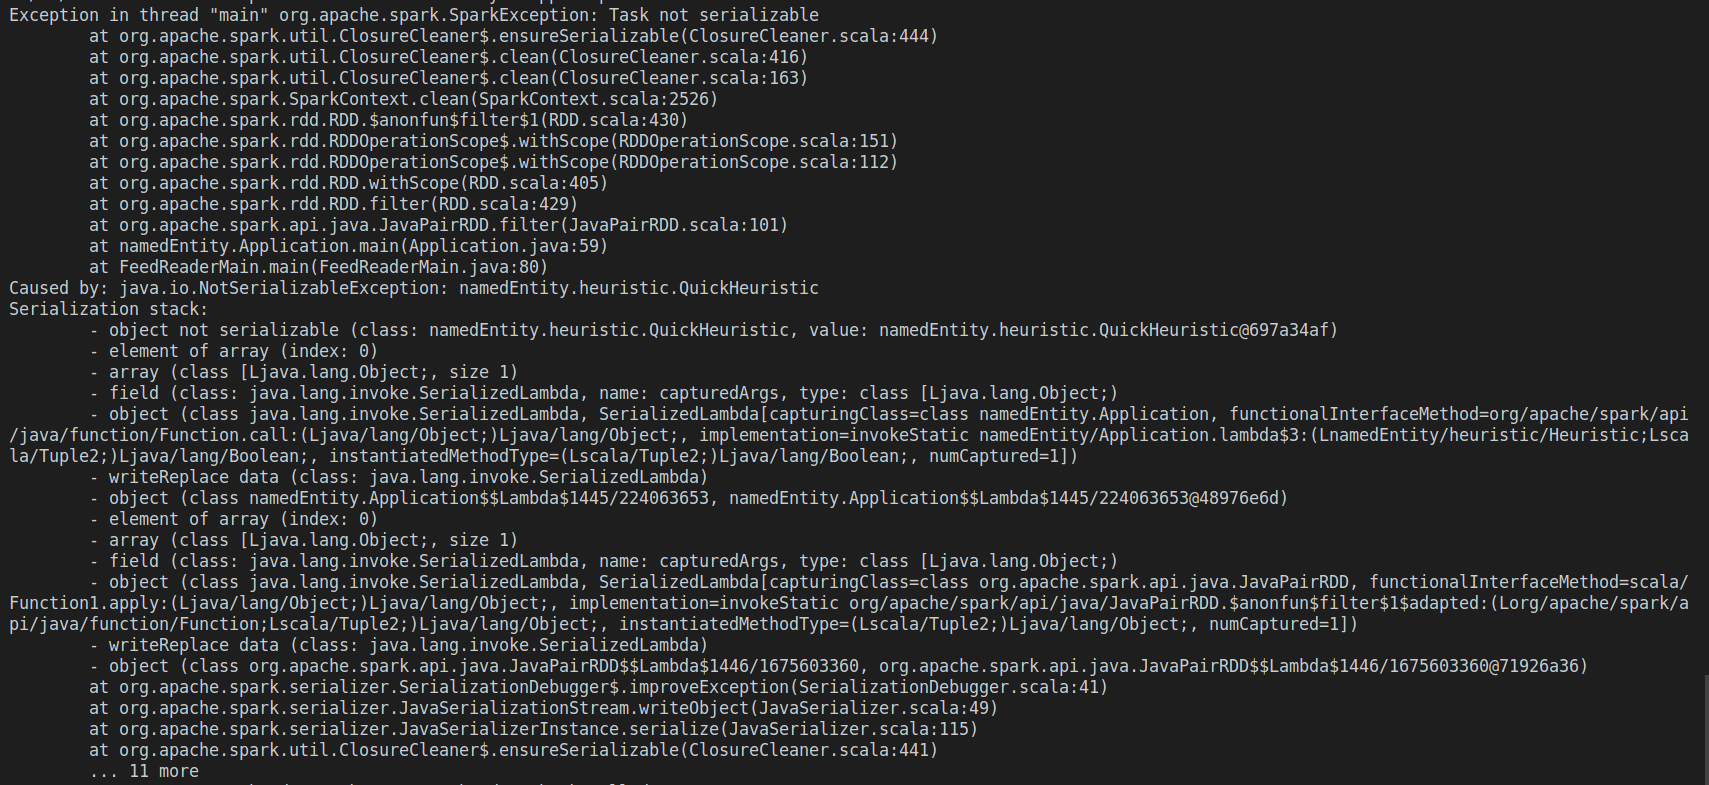 Exception in thread "main" org.apache.spark.SparkException: Task not serializable
        at org.apache.spark.util.ClosureCleaner$.ensureSerializable(ClosureCleaner.scala:444)
        at org.apache.spark.util.ClosureCleaner$.clean(ClosureCleaner.scala:416)
        at org.apache.spark.util.ClosureCleaner$.clean(ClosureCleaner.scala:163)
        at org.apache.spark.SparkContext.clean(SparkContext.scala:2526)
        at org.apache.spark.rdd.RDD.$anonfun$filter$1(RDD.scala:430)
        at org.apache.spark.rdd.RDDOperationScope$.withScope(RDDOperationScope.scala:151)
        at org.apache.spark.rdd.RDDOperationScope$.withScope(RDDOperationScope.scala:112)
        at org.apache.spark.rdd.RDD.withScope(RDD.scala:405)
        at org.apache.spark.rdd.RDD.filter(RDD.scala:429)
        at org.apache.spark.api.java.JavaPairRDD.filter(JavaPairRDD.scala:101)
        at namedEntity.Application.main(Application.java:59)
        at FeedReaderMain.main(FeedReaderMain.java:80)
Caused by: java.io.NotSerializableException: namedEntity.heuristic.QuickHeuristic
Serialization stack:
        - object not serializable (class: namedEntity.heuristic.QuickHeuristic, value: namedEntity.heuristic.QuickHeuristic@697a34af)
        - element of array (index: 0)
        - array (class [Ljava.lang.Object;, size 1)
        - field (class: java.lang.invoke.SerializedLambda, name: capturedArgs, type: class [Ljava.lang.Object;)
        - object (class java.lang.invoke.SerializedLambda, SerializedLambda[capturingClass=class namedEntity.Application, functionalInterfaceMethod=org/apache/spark/api
/java/function/Function.call:(Ljava/lang/Object;)Ljava/lang/Object;, implementation=invokeStatic namedEntity/Application.lambda$3:(LnamedEntity/heuristic/Heuristic;Lsca
la/Tuple2;)Ljava/lang/Boolean;, instantiatedMethodType=(Lscala/Tuple2;)Ljava/lang/Boolean;, numCaptured=1])
        - writeReplace data (class: java.lang.invoke.SerializedLambda)
        - object (class namedEntity.Application$$Lambda$1445/224063653, namedEntity.Application$$Lambda$1445/224063653@48976e6d)
        - element of array (index: 0)
        - array (class [Ljava.lang.Object;, size 1)
        - field (class: java.lang.invoke.SerializedLambda, name: capturedArgs, type: class [Ljava.lang.Object;)
        - object (class java.lang.invoke.SerializedLambda, SerializedLambda[capturingClass=class org.apache.spark.api.java.JavaPairRDD, functionalInterfaceMethod=scala/
Function1.apply:(Ljava/lang/Object;)Ljava/lang/Object;, implementation=invokeStatic org/apache/spark/api/java/JavaPairRDD.$anonfun$filter$1$adapted:(Lorg/apache/spark/a
pi/java/function/Function;Lscala/Tuple2;)Ljava/lang/Object;, instantiatedMethodType=(Lscala/Tuple2;)Ljava/lang/Object;, numCaptured=1])
        - writeReplace data (class: java.lang.invoke.SerializedLambda)
        - object (class org.apache.spark.api.java.JavaPairRDD$$Lambda$1446/1675603360, org.apache.spark.api.java.JavaPairRDD$$Lambda$1446/1675603360@71926a36)
        at org.apache.spark.serializer.SerializationDebugger$.improveException(SerializationDebugger.scala:41)
        at org.apache.spark.serializer.JavaSerializationStream.writeObject(JavaSerializer.scala:49)
        at org.apache.spark.serializer.JavaSerializerInstance.serialize(JavaSerializer.scala:115)
        at org.apache.spark.util.ClosureCleaner$.ensureSerializable(ClosureCleaner.scala:441)
        ... 11 more